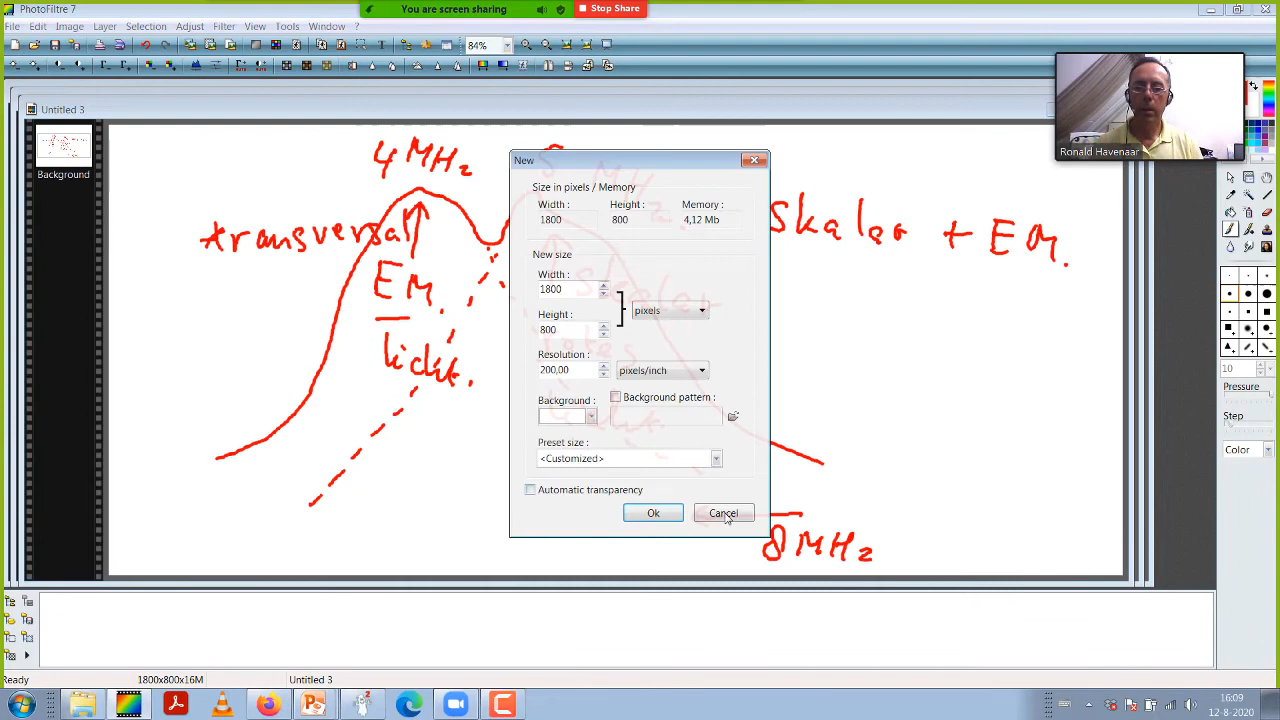 PhotoFiltre 7
You are screen sharing
Stop Share
File Edit Image Layer Selection Adjust Filter View Tools Window ?
84%
Untitled 3
Background
Ronald Havenaar
4 MHz
transversal
EM.
licht.
Skalar + EM.
8 MHz
New
Size in pixels / Memory
Width : Height : Memory :
1800 800 4,12 Mb
New size
Width :
1800
pixels
Height :
800
Resolution :
200,00 pixels/inch
Background : Background pattern :
Preset size :
<Customized>
Automatic transparency
Ok Cancel
10
Pressure
Step
Color
Ready 1800x800x16M Untitled 3
16:09
12-8-2020